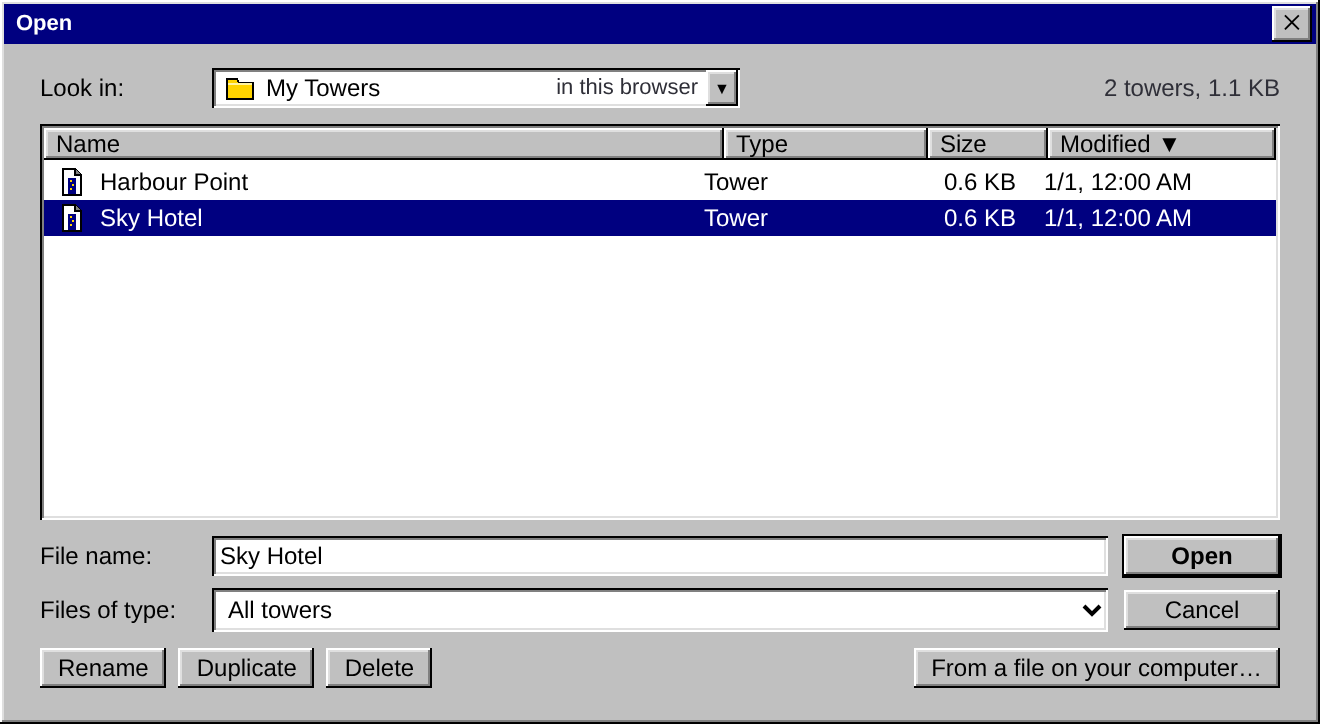 Open
Look in: My Towers in this browser ▼ 2 towers, 1.1 KB
Name Type Size Modified ▼
Harbour Point Tower 0.6 KB 1/1, 12:00 AM
Sky Hotel Tower 0.6 KB 1/1, 12:00 AM
File name: Sky Hotel Open
Files of type: All towers Cancel
Rename Duplicate Delete From a file on your computer…